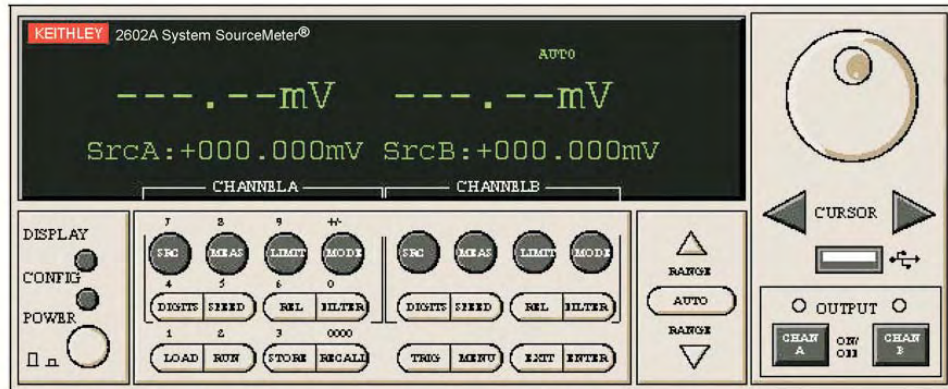 KEITHLEY 2602A System SourceMeter®
AUTO
---.--mV ---.--mV
SrcA:+000.000mV SrcB:+000.000mV
CHANNELA CHANNELB
7 8 9 +/-
SRC MEAS LIMIT MODE SRC MEAS LIMIT MODE
4 5 6 0
DIGITS SPEED REL FILTER DIGITS SPEED REL FILTER
1 2 3 0000
LOAD RUN STORE RECALL TRIG MENU EXIT ENTER
DISPLAY
CONFIG
POWER
RANGE
AUTO
RANGE
CURSOR
OUTPUT
CHAN A ON/OFF CHAN B